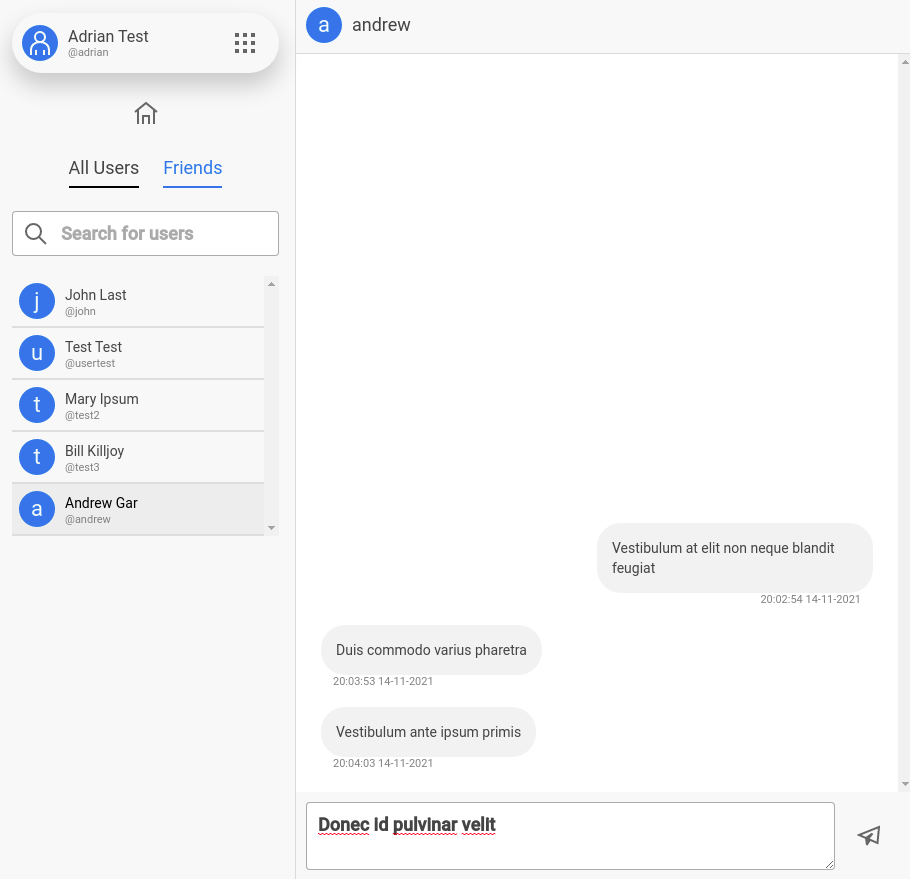 Adrian Test
@adrian
All Users Friends
Search for users
j
John Last
@john
u
Test Test
@usertest
t
Mary Ipsum
@test2
t
Bill Killjoy
@test3
a
Andrew Gar
@andrew
a andrew
Vestibulum at elit non neque blandit
feugiat
20:02:54 14-11-2021
Duis commodo varius pharetra
20:03:53 14-11-2021
Vestibulum ante ipsum primis
20:04:03 14-11-2021
Donec id pulvinar velit